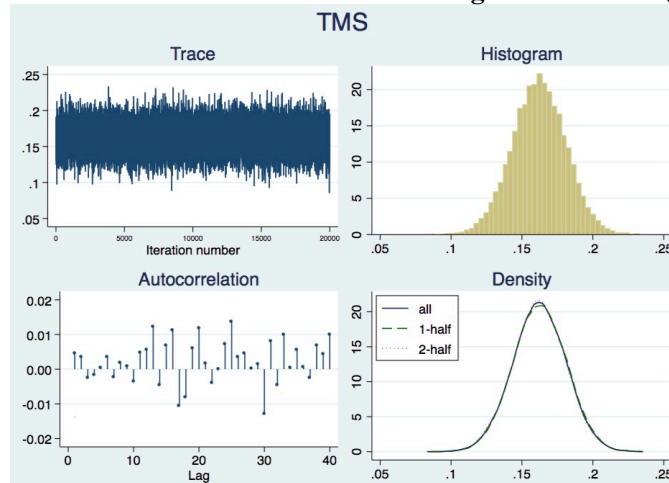 TMS
Trace
.25
.2
.15
.1
.05
0 5000 10000 15000 20000
Iteration number
Histogram
20
15
10
5
0
.05 .1 .15 .2 .25
Autocorrelation
0.02
0.01
0.00
-0.01
-0.02
0 10 20 30 40
Lag
Density
all
1-half
2-half
20
15
10
5
0
.05 .1 .15 .2 .25